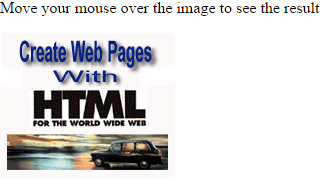 Move your mouse over the image to see the result
Create Web Pages
With
HTML
FOR THE WORLD WIDE WEB